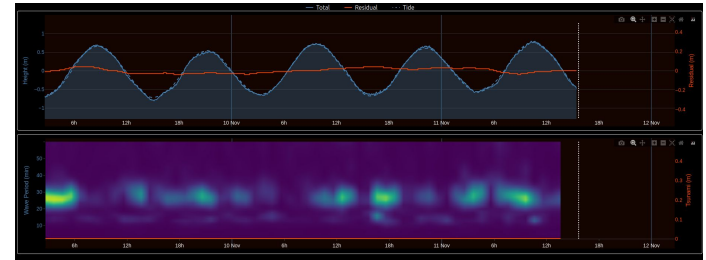 Total Residual Tide
Height (m)
1
0.5
0
−0.5
−1
0.4
0.2
0
−0.2
−0.4
Residual (m)
6h 12h 18h 10 Nov 6h 12h 18h 11 Nov 6h 12h 18h 12 Nov
Wave Period (min)
50
40
30
20
10
0.4
0.3
0.2
0.1
0
Tsunami (m)
6h 12h 18h 10 Nov 6h 12h 18h 11 Nov 6h 12h 18h 12 Nov